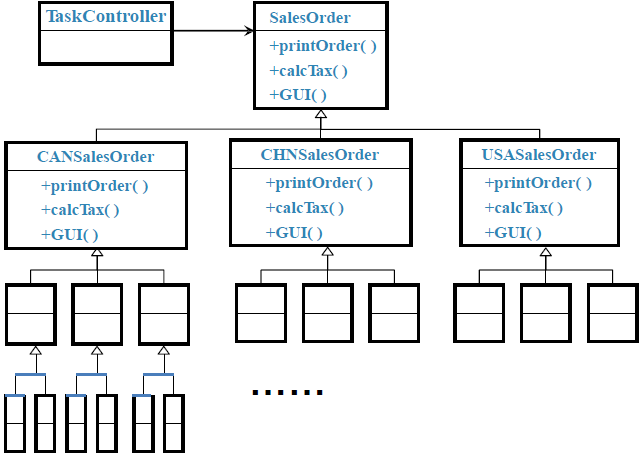 TaskController
SalesOrder
+printOrder( )
+calcTax( )
+GUI( )
CANSalesOrder
+printOrder( )
+calcTax( )
+GUI( )
CHNSalesOrder
+printOrder( )
+calcTax( )
+GUI( )
USASalesOrder
+printOrder( )
+calcTax( )
+GUI( )
......